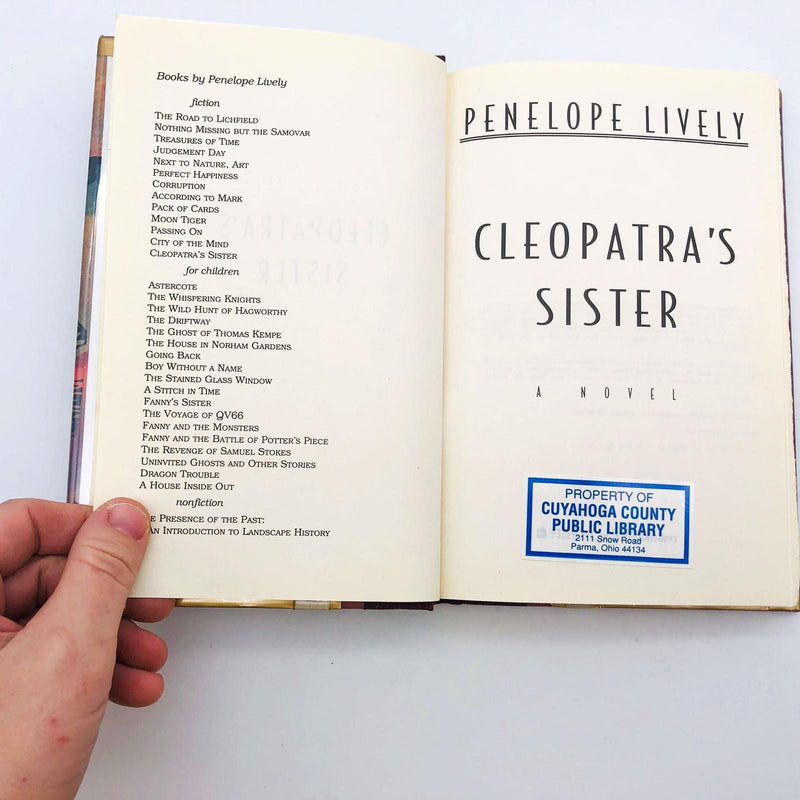 Books by Penelope Lively
fiction
The Road to Lichfield
Nothing Missing but the Samovar
Treasures of Time
Judgement Day
Next to Nature, Art
Perfect Happiness
Corruption
According to Mark
Pack of Cards
Moon Tiger
Passing On
City of the Mind
Cleopatra's Sister
for children
Astercote
The Whispering Knights
The Wild Hunt of Hagworthy
The Driftway
The Ghost of Thomas Kempe
The House in Norham Gardens
Going Back
Boy Without a Name
The Stained Glass Window
A Stitch in Time
Fanny's Sister
The Voyage of QV66
Fanny and the Monsters
Fanny and the Battle of Potter's Piece
The Revenge of Samuel Stokes
Uninvited Ghosts and Other Stories
Dragon Trouble
A House Inside Out
nonfiction
Presence of the Past:
An Introduction to Landscape History
PENELOPE LIVELY
CLEOPATRA'S
SISTER
A NOVEL
PROPERTY OF
CUYAHOGA COUNTY
PUBLIC LIBRARY
2111 Snow Road
Parma, Ohio 44134